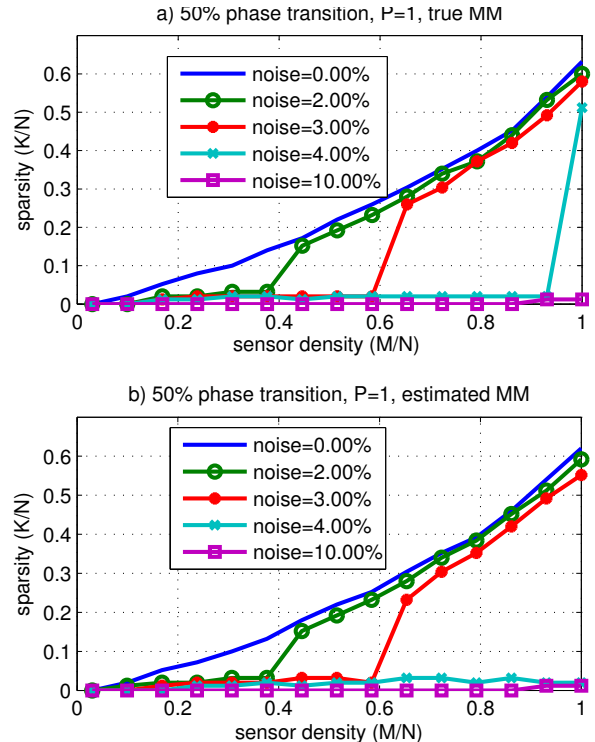 a) 50% phase transition, P=1, true MM
sparsity (K/N)
0.6
0.5
0.4
0.3
0.2
0.1
0
noise=0.00%
noise=2.00%
noise=3.00%
noise=4.00%
noise=10.00%
0 0.2 0.4 0.6 0.8 1
sensor density (M/N)
b) 50% phase transition, P=1, estimated MM
sparsity (K/N)
0.6
0.5
0.4
0.3
0.2
0.1
0
noise=0.00%
noise=2.00%
noise=3.00%
noise=4.00%
noise=10.00%
0 0.2 0.4 0.6 0.8 1
sensor density (M/N)